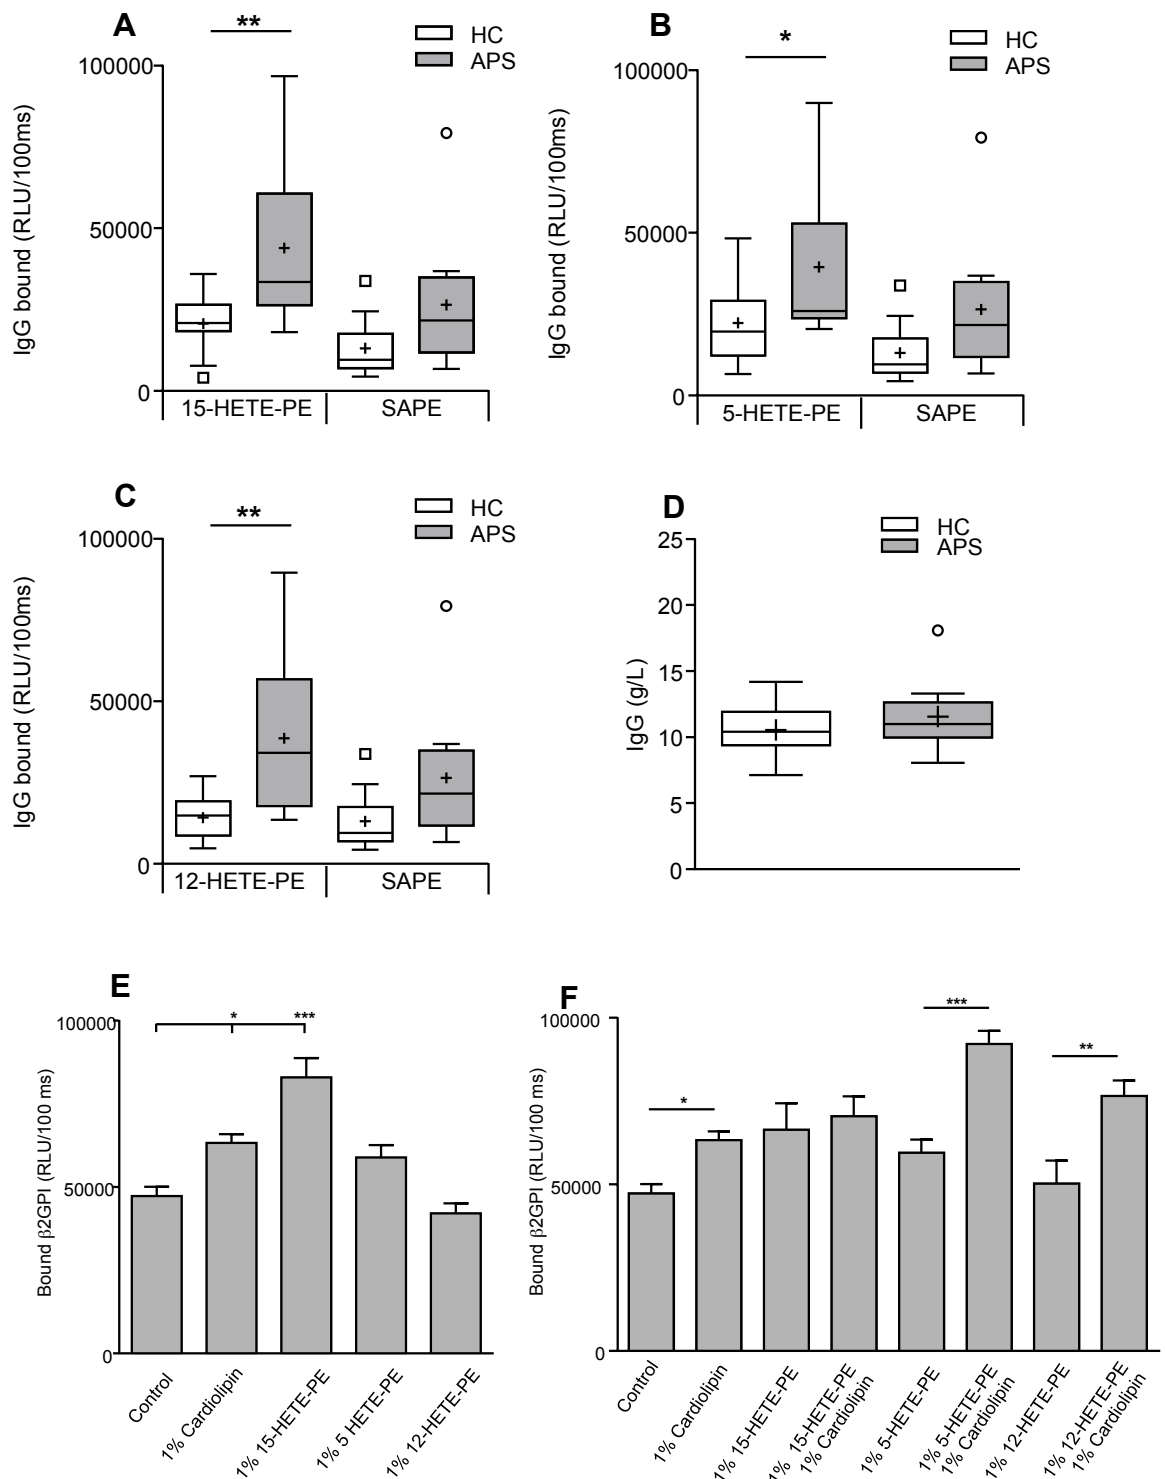 A
**
HC
APS
IgG bound (RLU/100ms)
100000
50000
0
15-HETE-PE
SAPE
B
*
HC
APS
IgG bound (RLU/100ms)
100000
50000
0
5-HETE-PE
SAPE
C
**
HC
APS
IgG bound (RLU/100ms)
100000
50000
0
12-HETE-PE
SAPE
D
HC
APS
IgG (g/L)
25
20
15
10
5
0
E
*
***
Bound β2GPI (RLU/100 ms)
100000
50000
0
Control
1% Cardiolipin
1% 15-HETE-PE
1% 5 HETE-PE
1% 12-HETE-PE
F
*
***
**
Bound β2GPI (RLU/100 ms)
100000
50000
0
Control
1% Cardiolipin
1% 15-HETE-PE
1% 15-HETE-PE
1% Cardiolipin
1% 5-HETE-PE
1% 5-HETE-PE
1% Cardiolipin
1% 12-HETE-PE
1% 12-HETE-PE
1% Cardiolipin